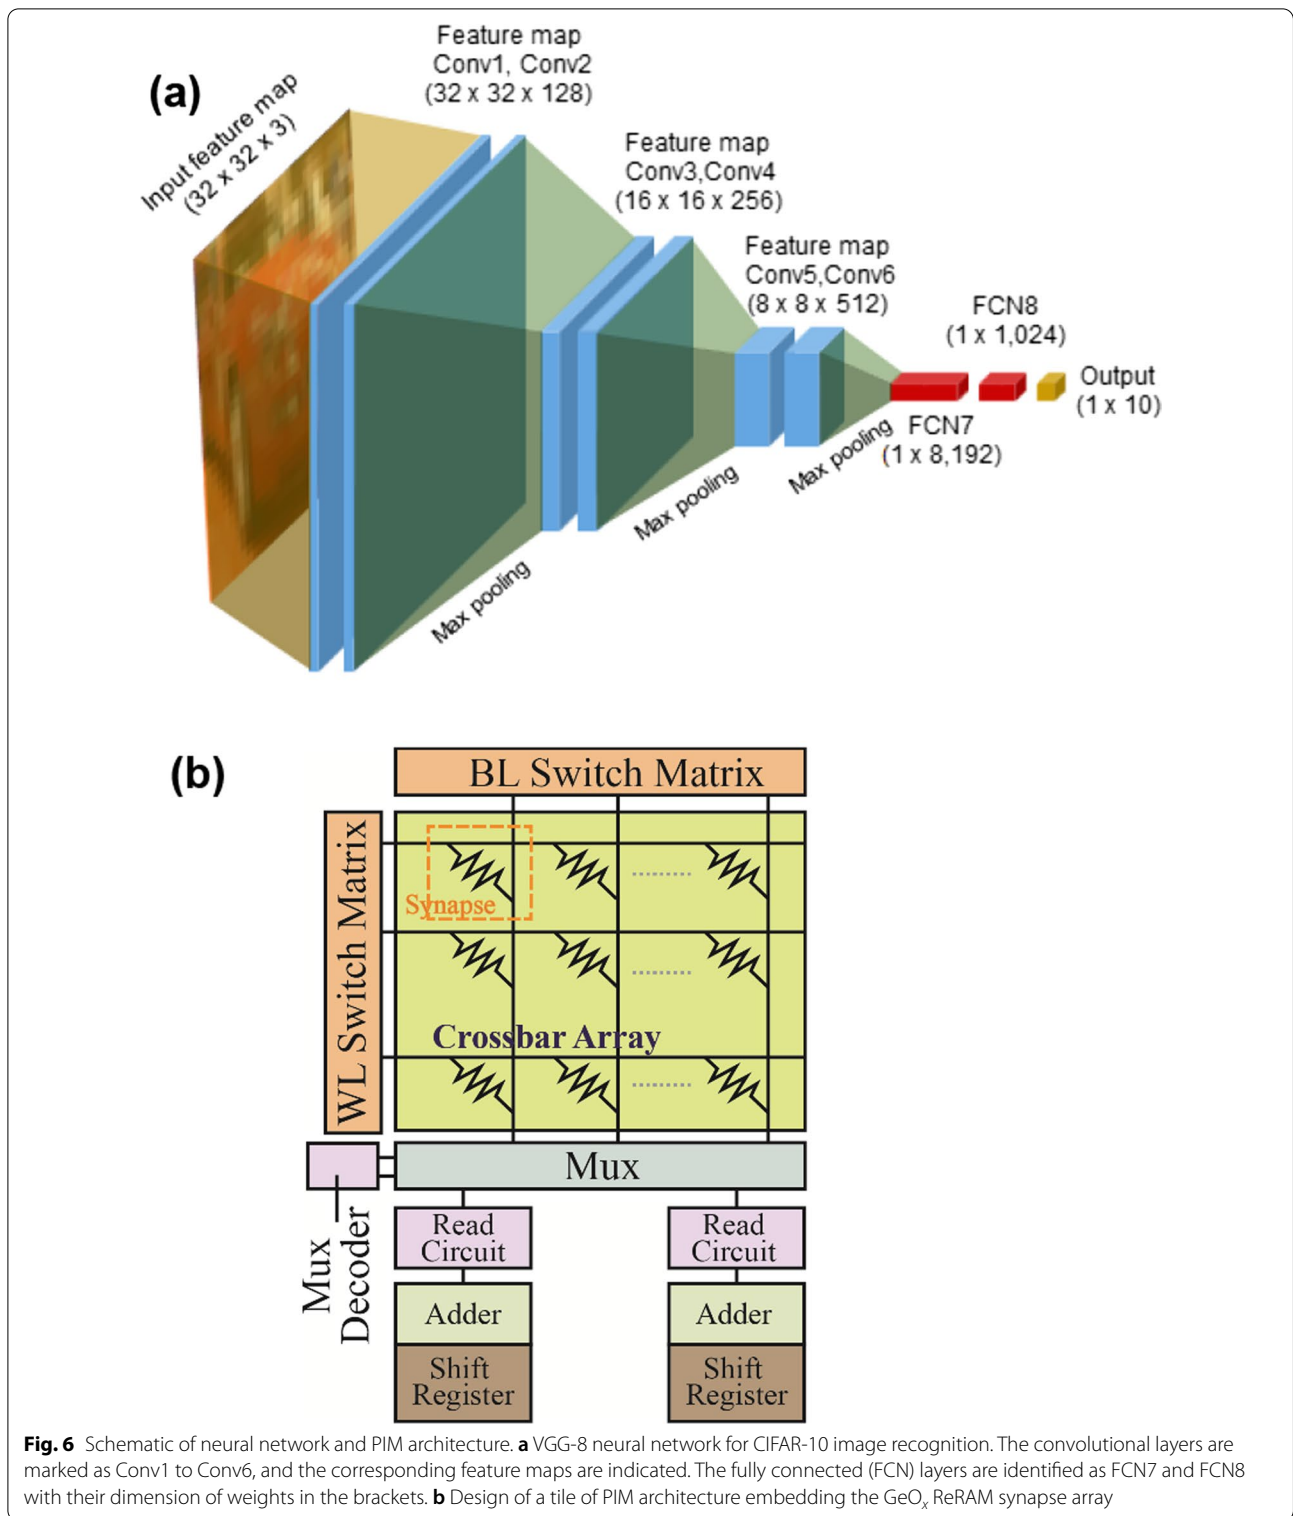 (a)
Input feature map
(32 x 32 x 3)
Feature map
Conv1, Conv2
(32 x 32 x 128)
Feature map
Conv3,Conv4
(16 x 16 x 256)
Feature map
Conv5,Conv6
(8 x 8 x 512)
FCN8
(1 x 1,024)
Output
(1 x 10)
FCN7
(1 x 8,192)
Max pooling
Max pooling
Max pooling
(b)
BL Switch Matrix
WL Switch Matrix
Synapse
Crossbar Array
Mux
Mux
Decoder
Read
Circuit
Read
Circuit
Adder
Adder
Shift
Register
Shift
Register
Fig. 6 Schematic of neural network and PIM architecture. a VGG-8 neural network for CIFAR-10 image recognition. The convolutional layers are
marked as Conv1 to Conv6, and the corresponding feature maps are indicated. The fully connected (FCN) layers are identified as FCN7 and FCN8
with their dimension of weights in the brackets. b Design of a tile of PIM architecture embedding the GeOx ReRAM synapse array